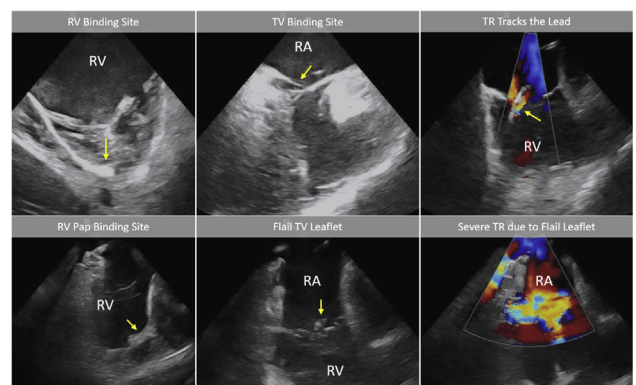 RV Binding Site
TV Binding Site
TR Tracks the Lead
RV
RA
RV
RV Pap Binding Site
Flail TV Leaflet
Severe TR due to Flail Leaflet
RV
RA
RV
RA